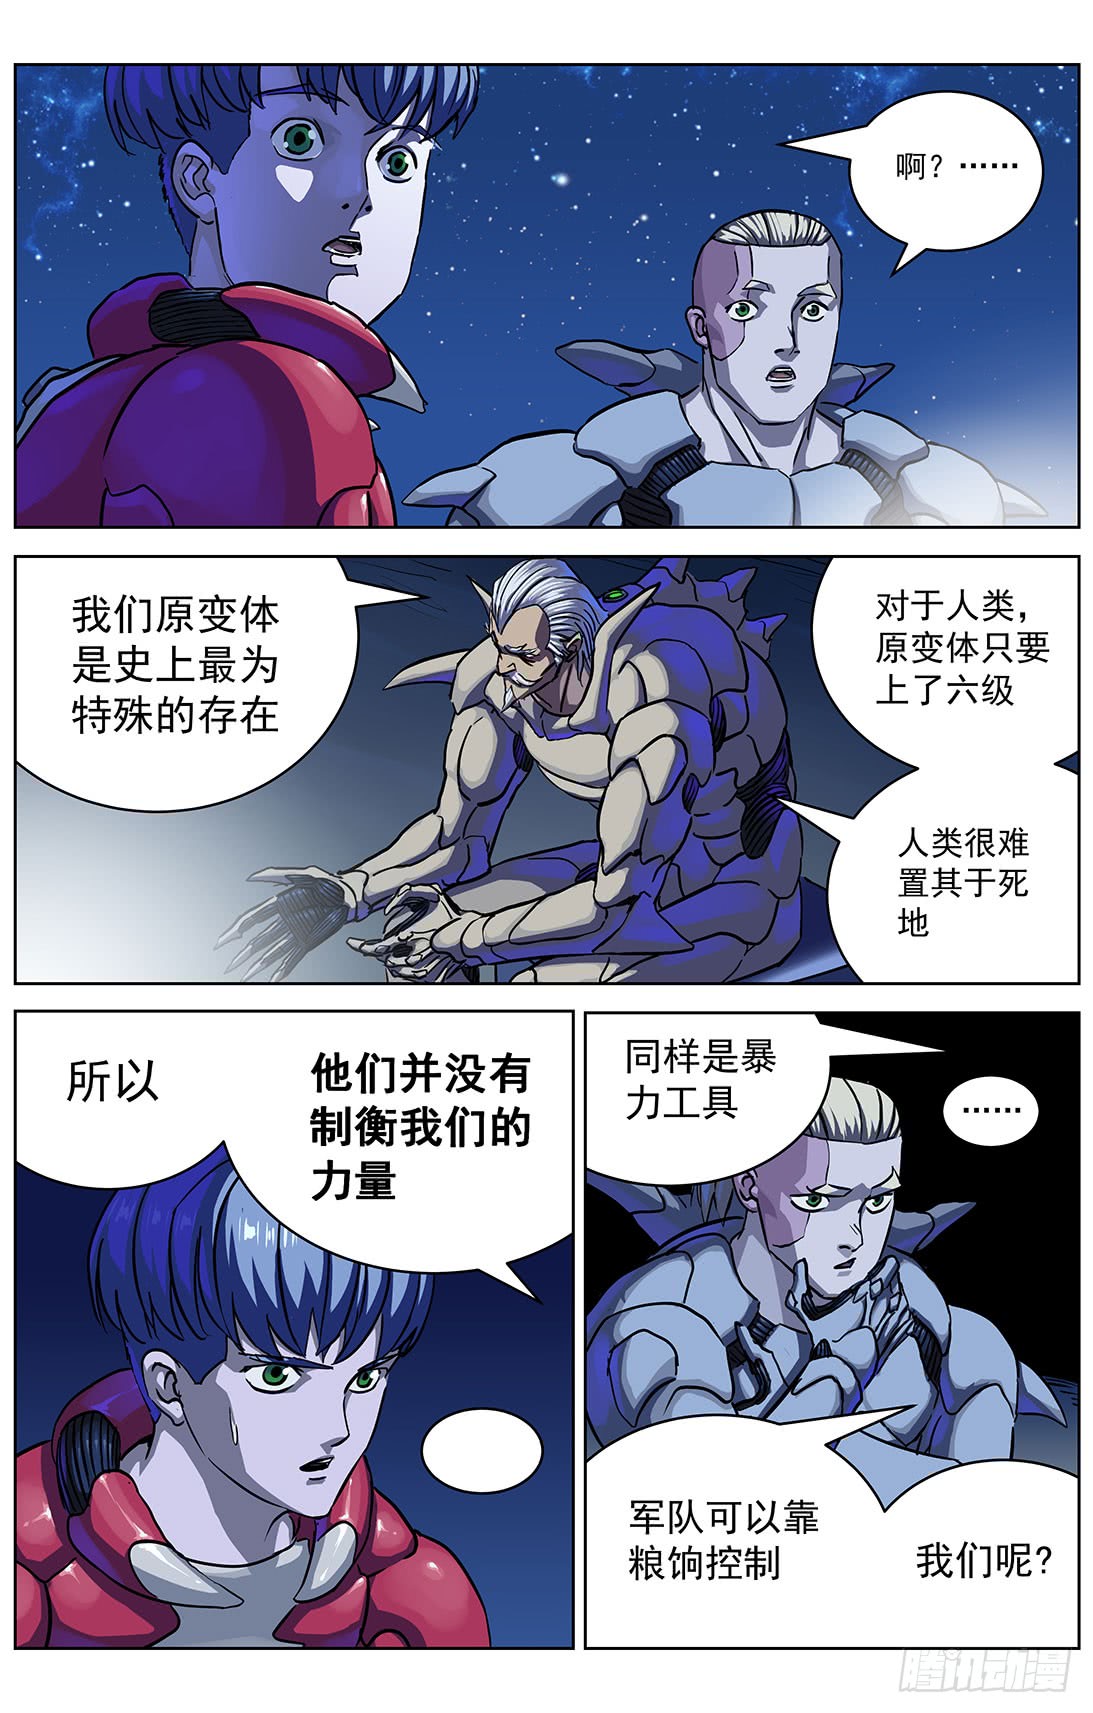 啊？……
我们原变体
是史上最为
特殊的存在
对于人类，
原变体只要
上了六级
人类很难
置其于死
地
所以
他们并没有
制衡我们的
力量
同样是暴
力工具
……
军队可以靠
粮饷控制
我们呢？
腾讯动漫